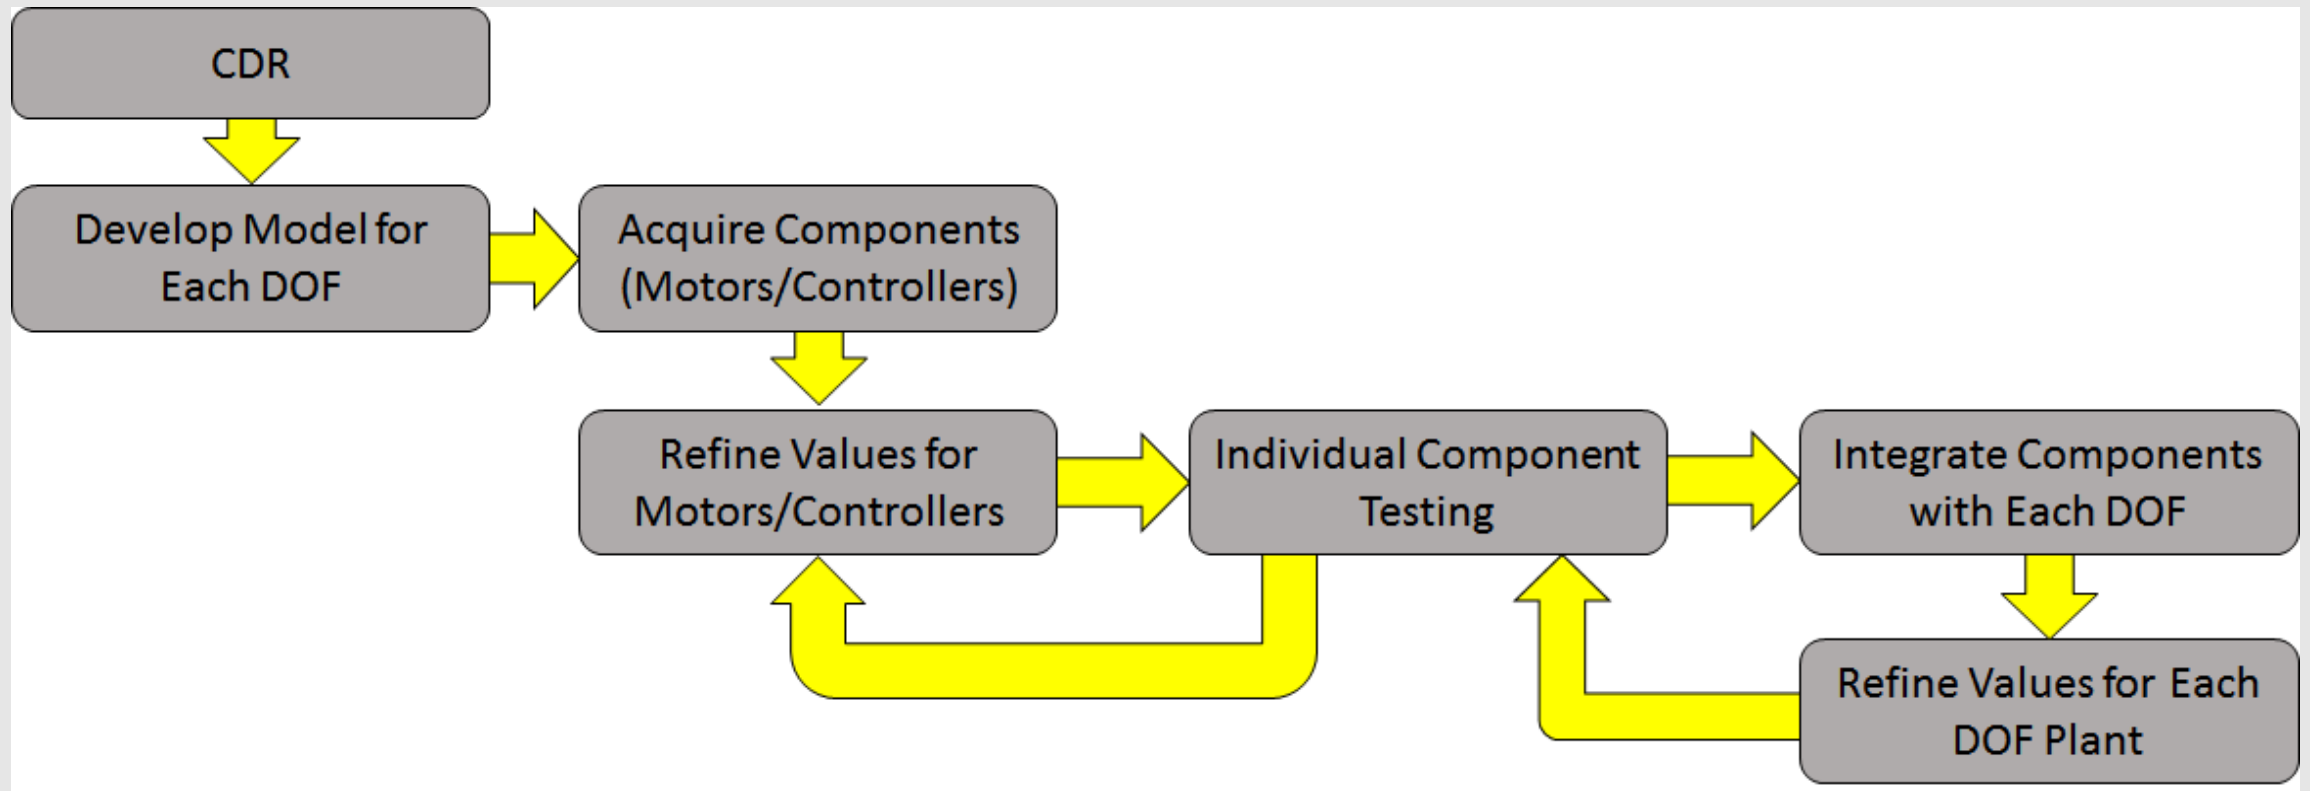 CDR
Develop Model for
Each DOF
Acquire Components
(Motors/Controllers)
Refine Values for
Motors/Controllers
Individual Component
Testing
Integrate Components
with Each DOF
Refine Values for Each
DOF Plant